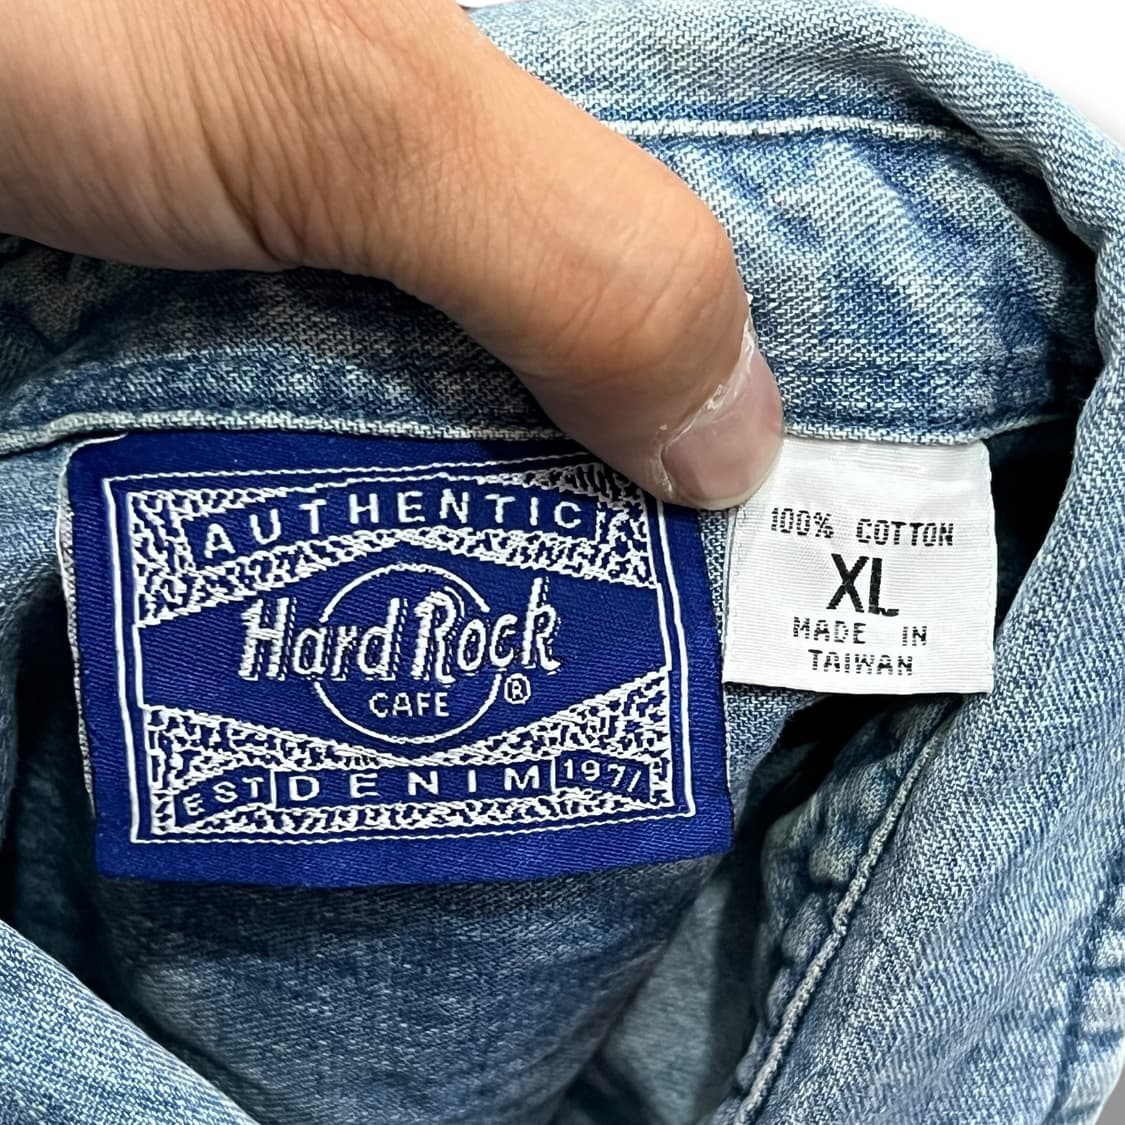 AUTHENTIC
Hard Rock
CAFE ®
EST DENIM 1971
100% COTTON
XL
MADE IN
TAIWAN